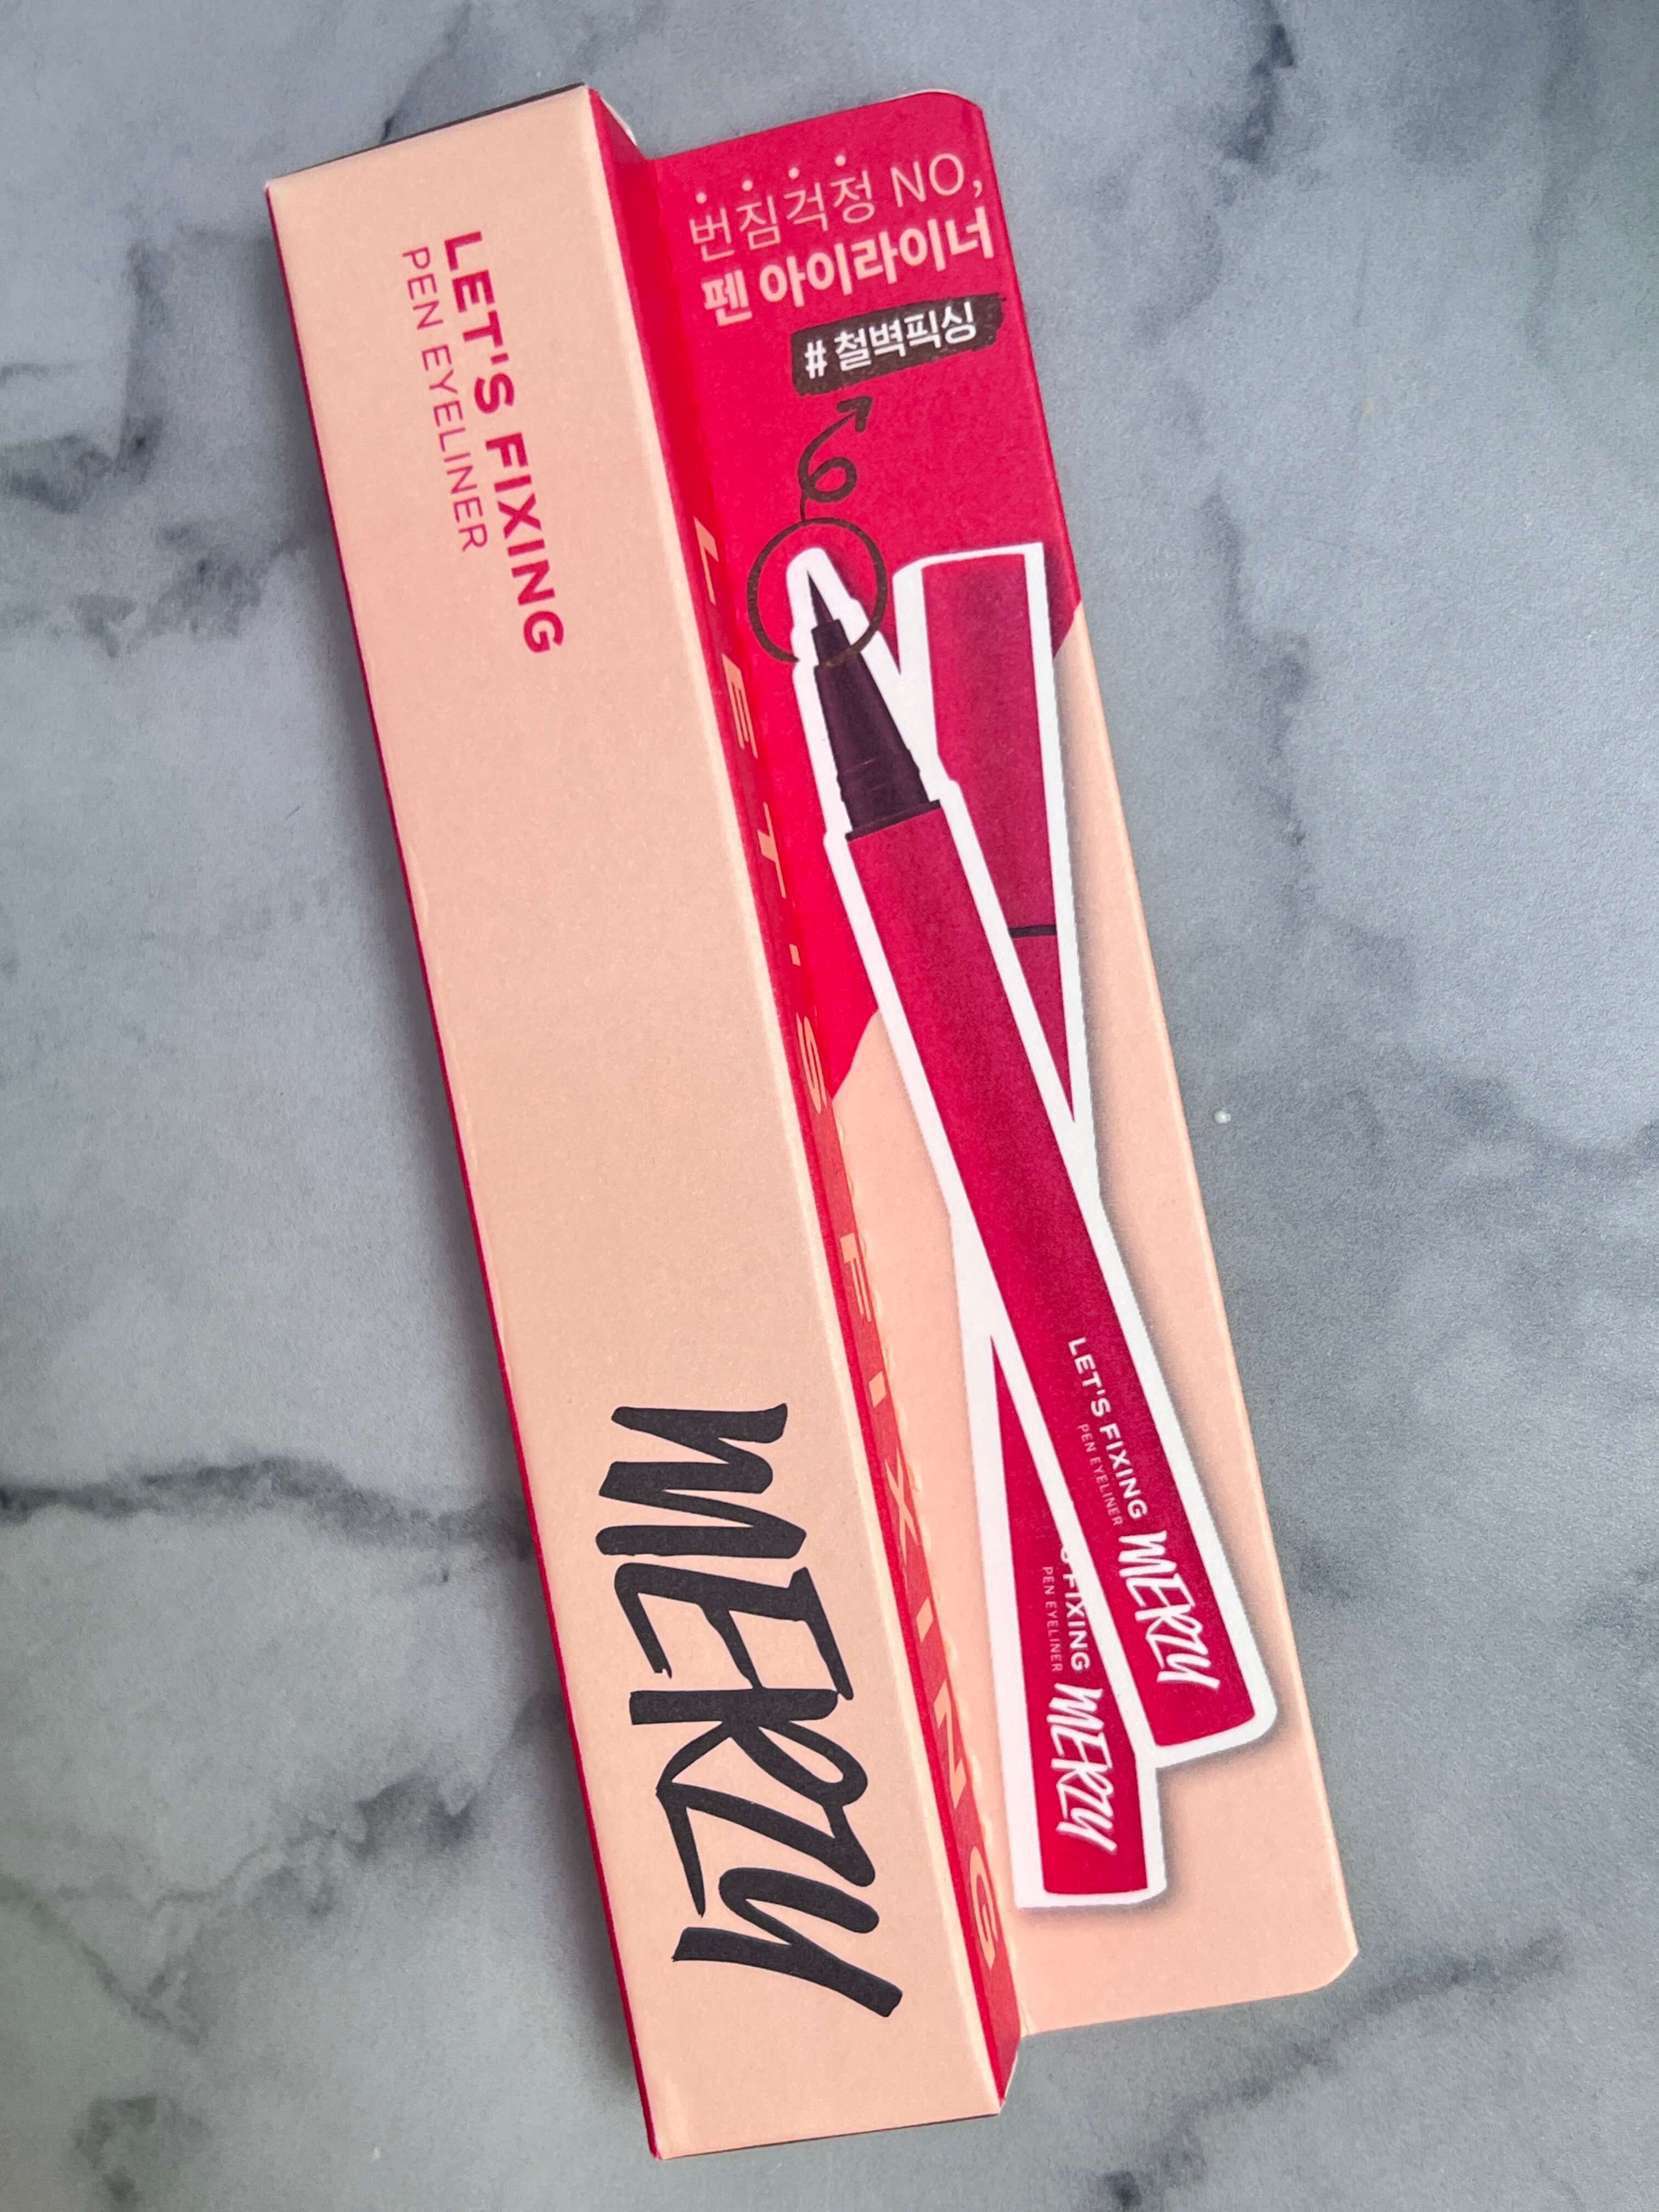 LET'S FIXING
PEN EYELINER
MERZY
LET'S FIXING
번짐걱정 NO,
펜 아이라이너
# 철벽픽싱
LET'S FIXING
PEN EYELINER
MERZY
FIXING
PEN EYELINER
MERZY